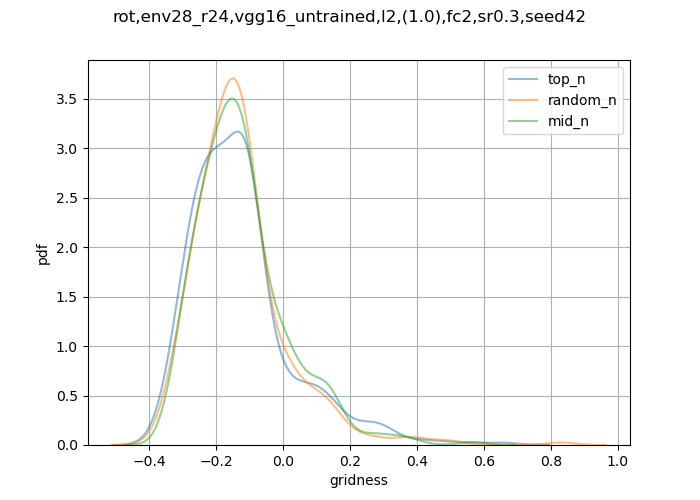 rot,env28_r24,vgg16_untrained,l2,(1.0),fc2,sr0.3,seed42
top_n
random_n
mid_n
pdf
3.5
3.0
2.5
2.0
1.5
1.0
0.5
0.0
−0.4 −0.2 0.0 0.2 0.4 0.6 0.8 1.0
gridness